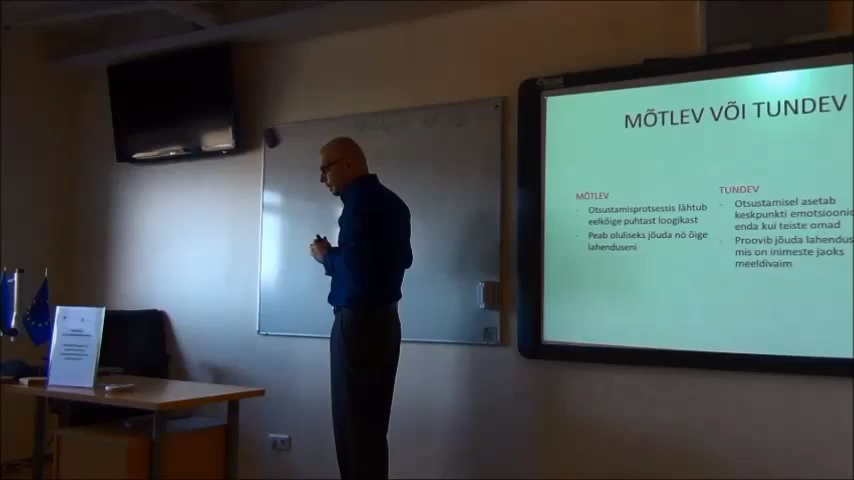 MÕTLEV VÕI TUNDEV
MÕTLEV
- Otsustamisprotsessis lähtub
eelkõige puhtast loogikast
- Peab oluliseks jõuda nö õige
lahenduseni
TUNDEV
- Otsustamisel asetab
keskpunkti emotsioonid
enda kui teiste omad
- Proovib jõuda lahenduse
mis on inimeste jaoks
meeldivaim